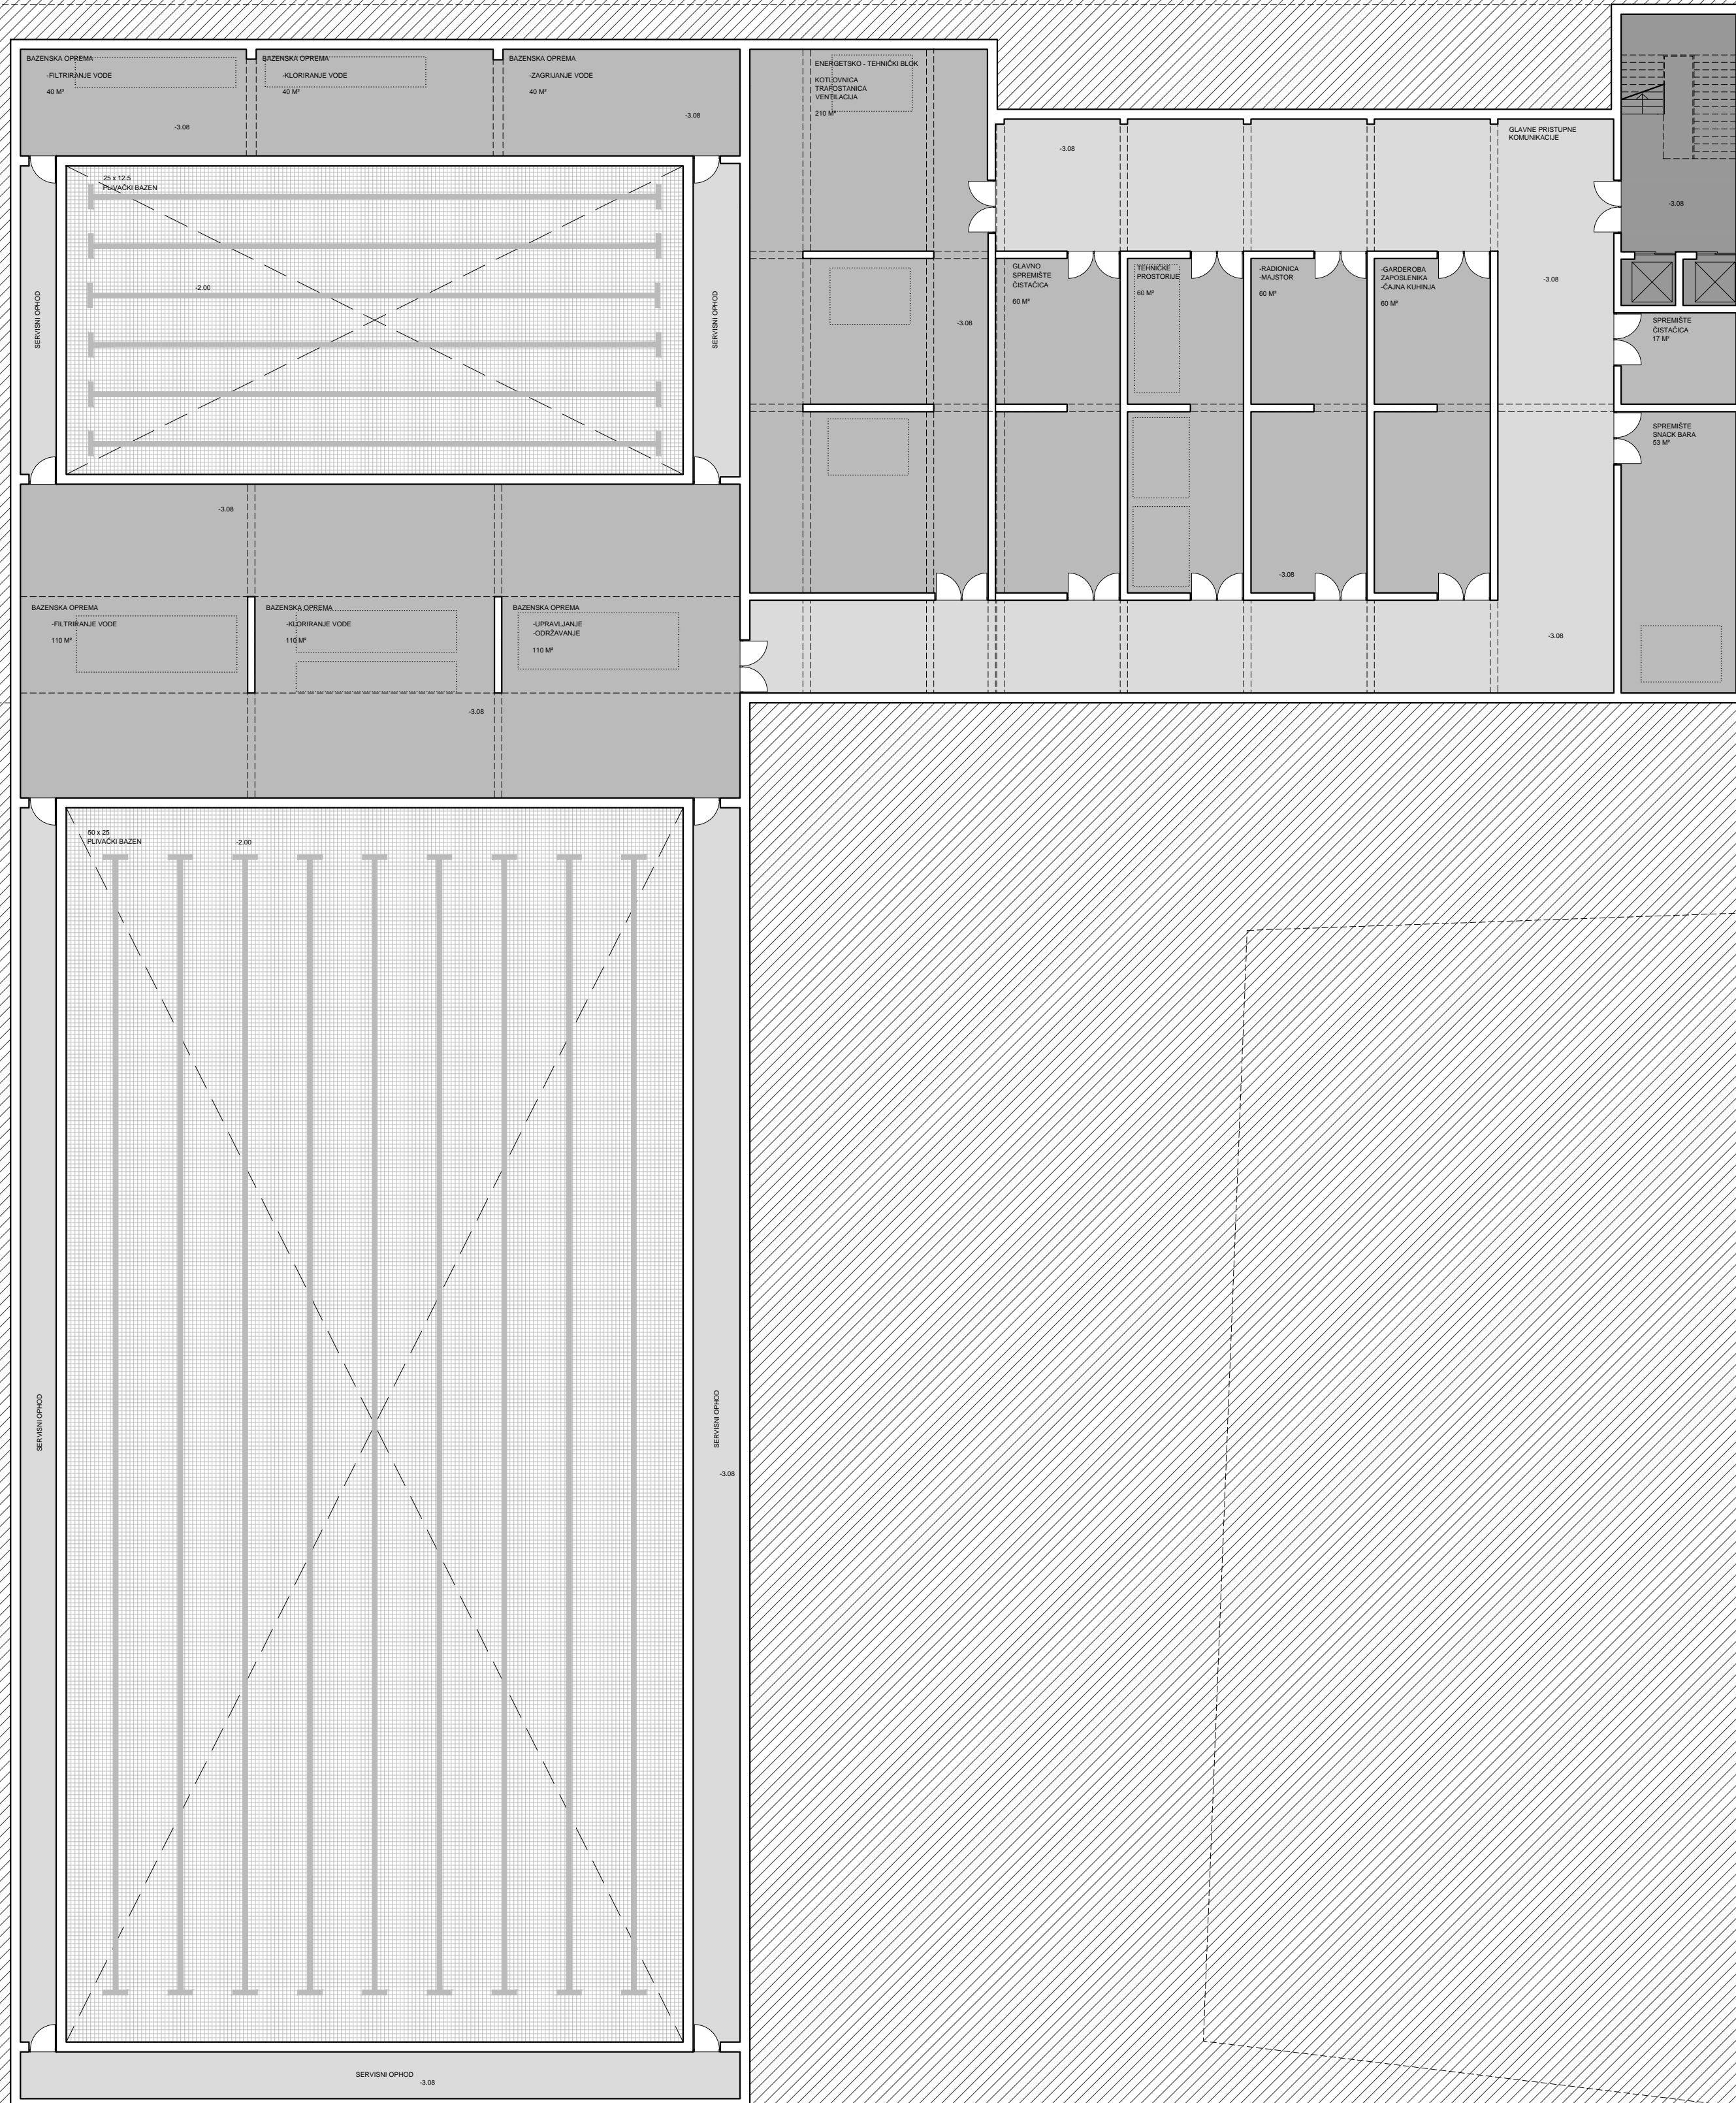 BAZENSKA OPREMA
-FILTRIRANJE VODE
40 M²
-3.08
BAZENSKA OPREMA
-KLORIRANJE VODE
40 M²
BAZENSKA OPREMA
-ZAGRIJANJE VODE
40 M²
-3.08
ENERGETSKO - TEHNIČKI BLOK
KOTLOVNICA
TRAFOSTANICA
VENTILACIJA
210 M²
-3.08
-3.08
GLAVNE PRISTUPNE
KOMUNIKACIJE
-3.08
-3.08
25 x 12.5
PLIVAČKI BAZEN
-2.00
SERVISNI OPHOD
SERVISNI OPHOD
GLAVNO
SPREMIŠTE
ČISTAČICA
60 M²
TEHNIČKE
PROSTORIJE
60 M²
-RADIONICA
-MAJSTOR
60 M²
-3.08
-GARDEROBA
ZAPOSLENIKA
-ČAJNA KUHINJA
60 M²
SPREMIŠTE
ČISTAČICA
17 M²
SPREMIŠTE
SNACK BARA
53 M²
-3.08
-3.08
BAZENSKA OPREMA
-FILTRIRANJE VODE
110 M²
BAZENSKA OPREMA
-KLORIRANJE VODE
110 M²
BAZENSKA OPREMA
-UPRAVLJANJE
-ODRŽAVANJE
110 M²
-3.08
50 x 25
PLIVAČKI BAZEN
-2.00
SERVISNI OPHOD
SERVISNI OPHOD
-3.08
SERVISNI OPHOD
-3.08